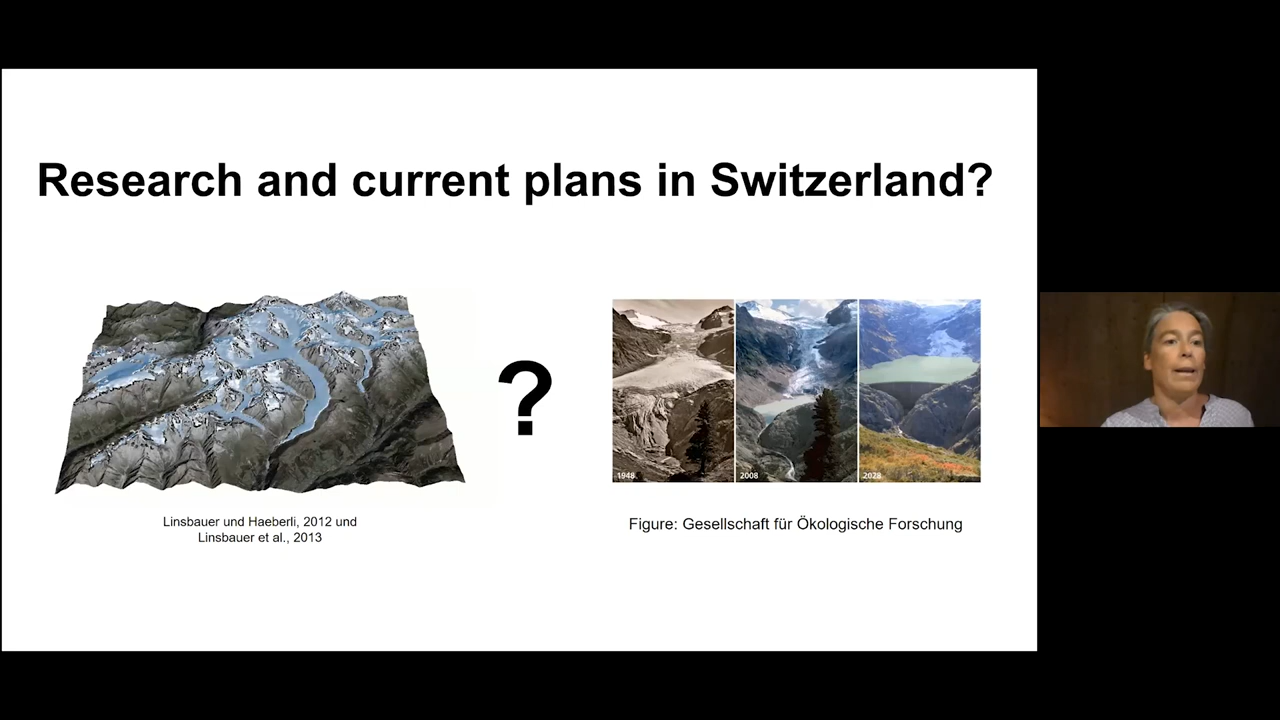 Research and current plans in Switzerland?
?
Linsbauer und Haeberli, 2012 und
Linsbauer et al., 2013
1948
2008
2028
Figure: Gesellschaft für Ökologische Forschung